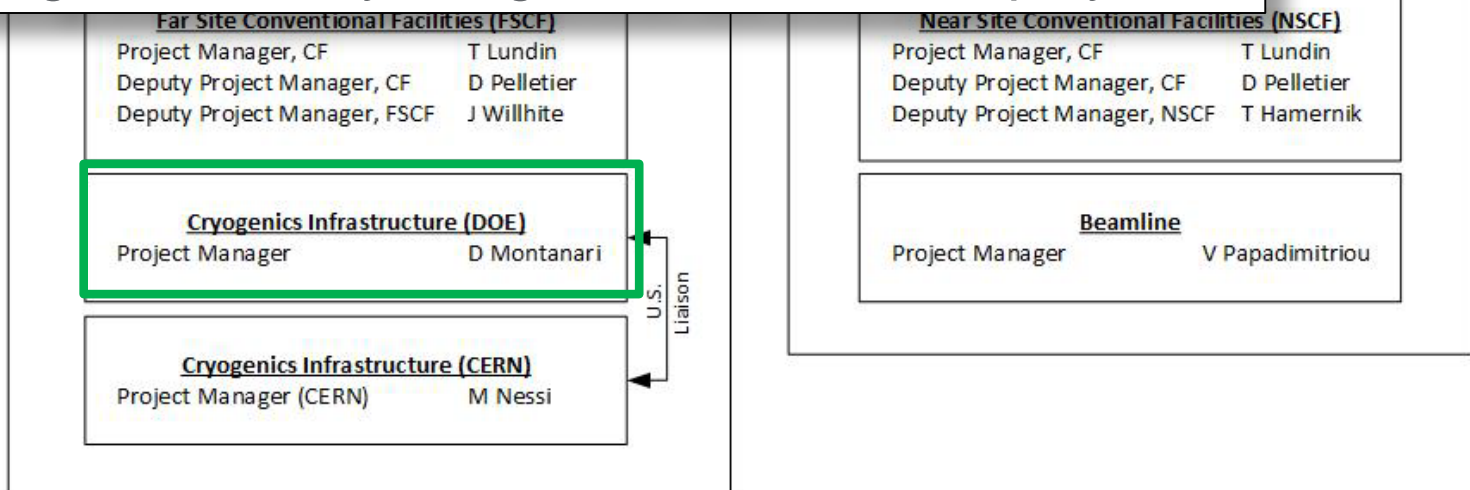 Far Site Conventional Facilities (FSCF)
Project Manager, CF T Lundin
Deputy Project Manager, CF D Pelletier
Deputy Project Manager, FSCF J Willhite
Cryogenics Infrastructure (DOE)
Project Manager D Montanari
U.S.
Liaison
Cryogenics Infrastructure (CERN)
Project Manager (CERN) M Nessi
Near Site Conventional Facilities (NSCF)
Project Manager, CF T Lundin
Deputy Project Manager, CF D Pelletier
Deputy Project Manager, NSCF T Hamernik
Beamline
Project Manager V Papadimitriou